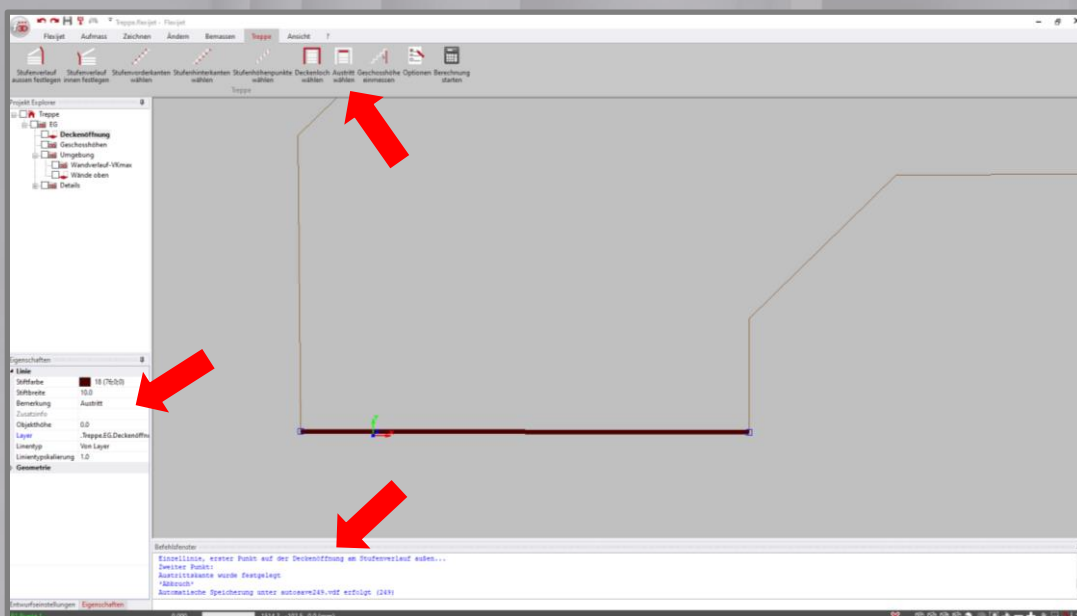 Treppe.flexijet - Flexijet
Flexijet Aufmass Zeichnen Ändern Bemassen Treppe Ansicht ?
Stufenverlauf aussen festlegen
Stufenverlauf innen festlegen
Stufenvorderkanten wählen
Stufenhinterkanten wählen
Stufenhöhenpunkte wählen
Deckenloch wählen
Austritt wählen
Geschosshöhe einmessen
Optionen
Berechnung starten
Treppe
Projekt Explorer
Treppe
EG
Deckenöffnung
Geschosshöhen
Umgebung
Wandverlauf-VKmax
Wände oben
Details
Eigenschaften
Linie
Stiftfarbe 18 (76;0;0)
Stiftbreite 10.0
Bemerkung Austritt
Zusatzinfo
Objekthöhe 0.0
Layer .Treppe.EG.Deckenöffnu
Linientyp Von Layer
Linientypskalierung 1.0
Geometrie
Befehlsfenster
Einzellinie, erster Punkt auf der Deckenöffnung am Stufenverlauf außen...
Zweiter Punkt:
Austrittskante wurde festgelegt
*Abbruch*
Automatische Speicherung unter autosave249.vdf erfolgt (249)
Entwurfseinstellungen Eigenschaften